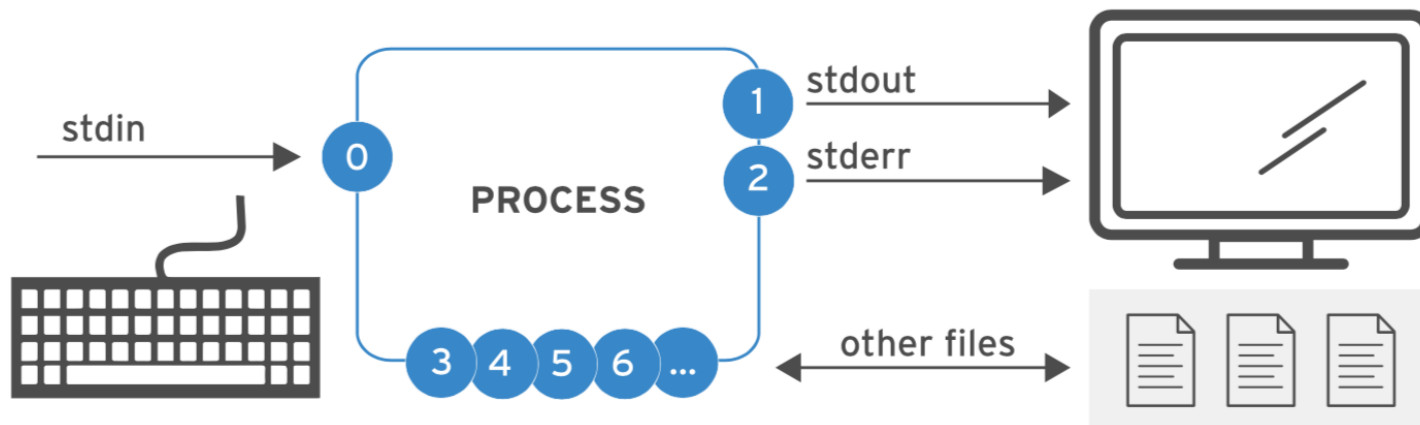 stdin
0
PROCESS
1
stdout
2
stderr
3 4 5 6 ...
other files